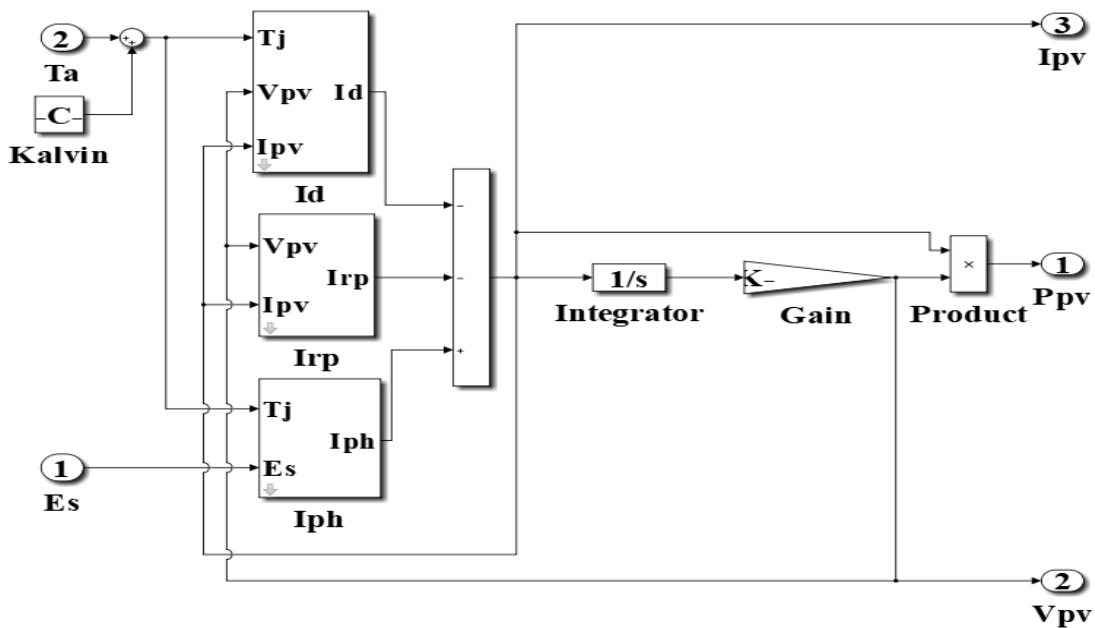 2
Ta
-C-
Kalvin
Tj
Vpv
Ipv
Id
Id
Vpv
Ipv
Irp
Irp
Tj
Es
Iph
Iph
1
Es
-
-
+
1/s
Integrator
K-
Gain
×
Product
3
Ipv
1
Ppv
2
Vpv